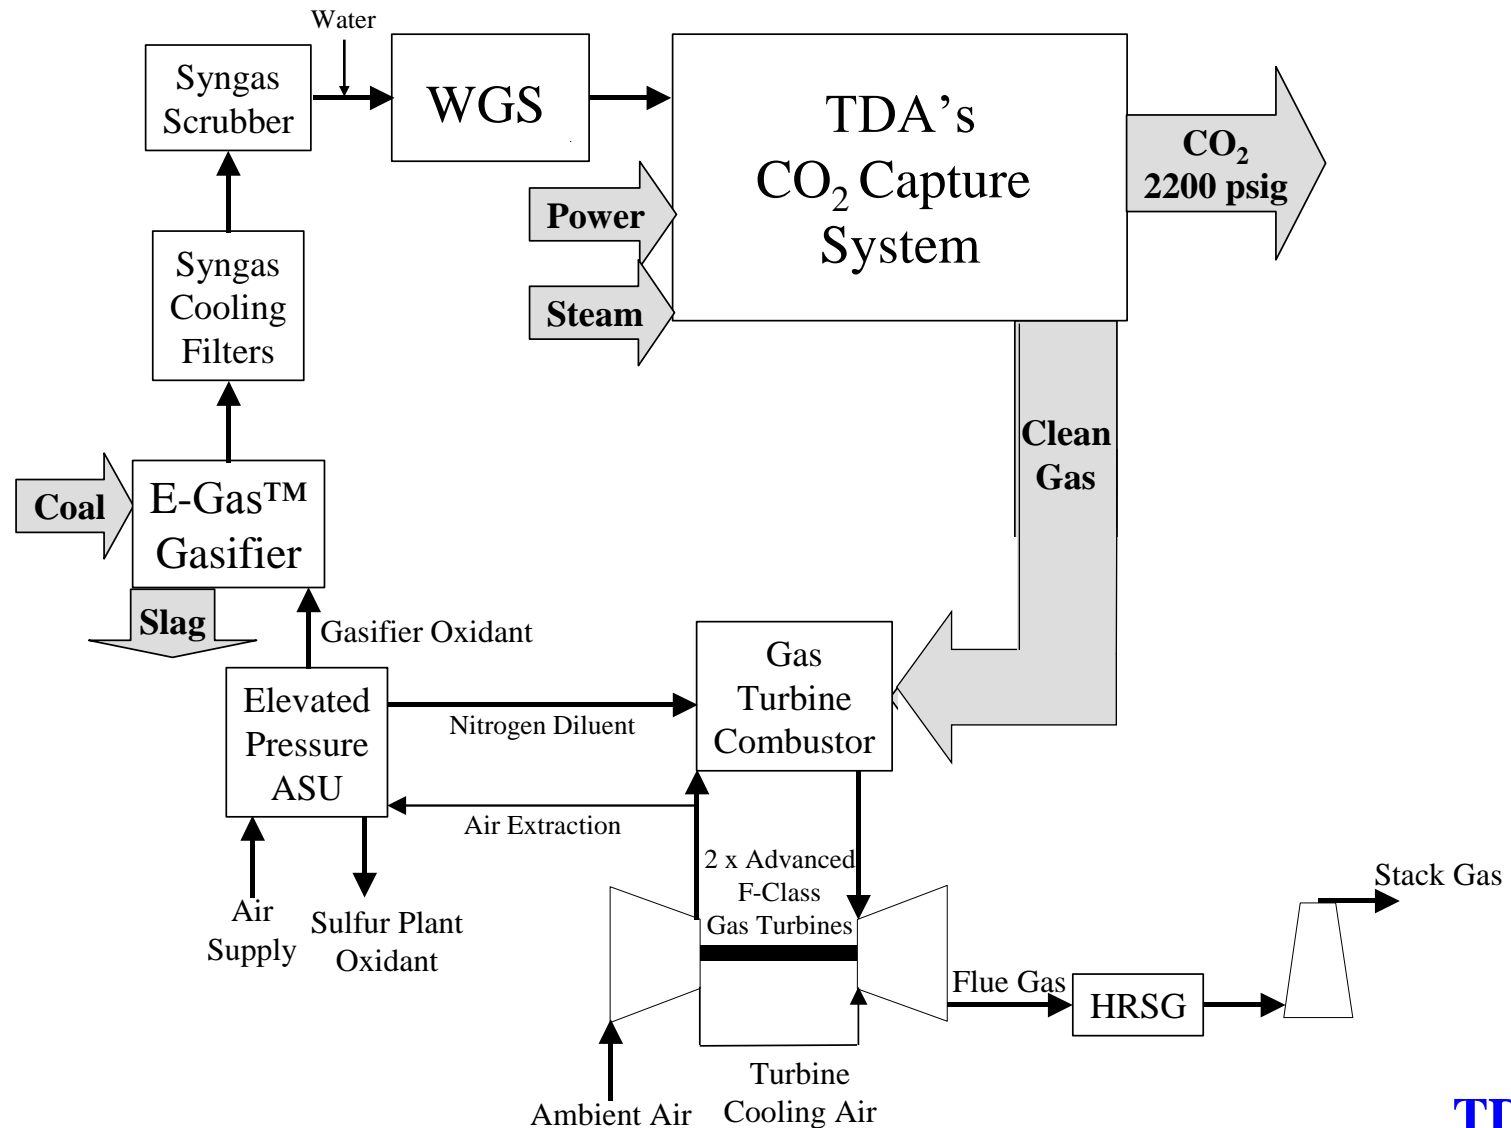 Water
Syngas
Scrubber
WGS
TDA's
CO₂ Capture
System
CO₂
2200 psig
Power
Steam
Syngas
Cooling
Filters
Clean
Gas
Coal
E-Gas™
Gasifier
Slag
Gasifier Oxidant
Gas
Turbine
Combustor
Elevated
Pressure
ASU
Nitrogen Diluent
Air Extraction
2 x Advanced
F-Class
Gas Turbines
Air
Supply
Sulfur Plant
Oxidant
Stack Gas
Flue Gas
HRSG
Turbine
Cooling Air
Ambient Air